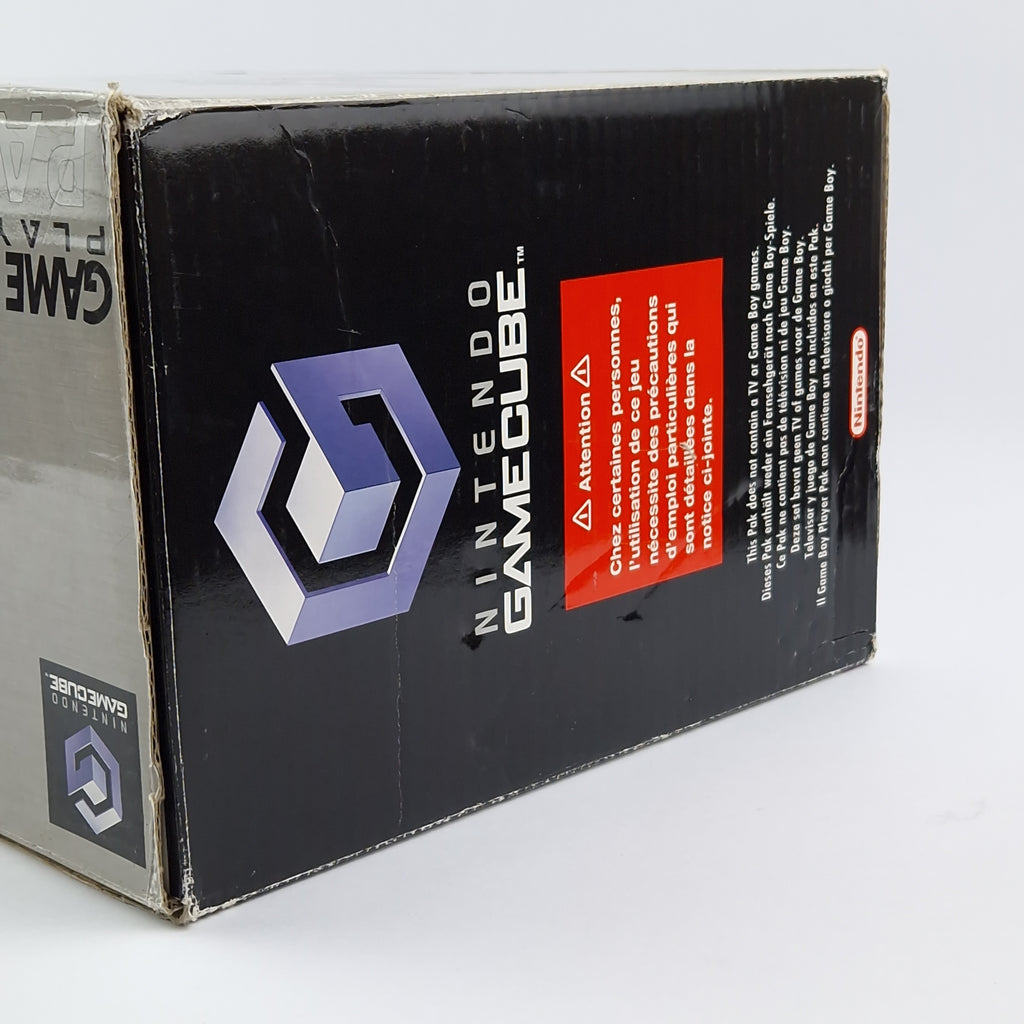 NINTENDO
GAMECUBE™
⚠ Attention ⚠
Chez certaines personnes,
l'utilisation de ce jeu
nécessite des précautions
d'emploi particulières qui
sont détaillées dans la
notice ci-jointe.
This Pak does not contain a TV or Game Boy games.
Dieses Pak enthält weder ein Fernsehgerät noch Game Boy-Spiele.
Ce Pak ne contient pas de télévision ni de jeu Game Boy.
Deze set bevat geen TV of games voor de Game Boy.
Televisor y juego de Game Boy no incluidos en este Pak.
Il Game Boy Player Pak non contiene un televisore o giochi per Game Boy.
Nintendo
GAME
PLAY
PA
NINTENDO
GAMECUBE™